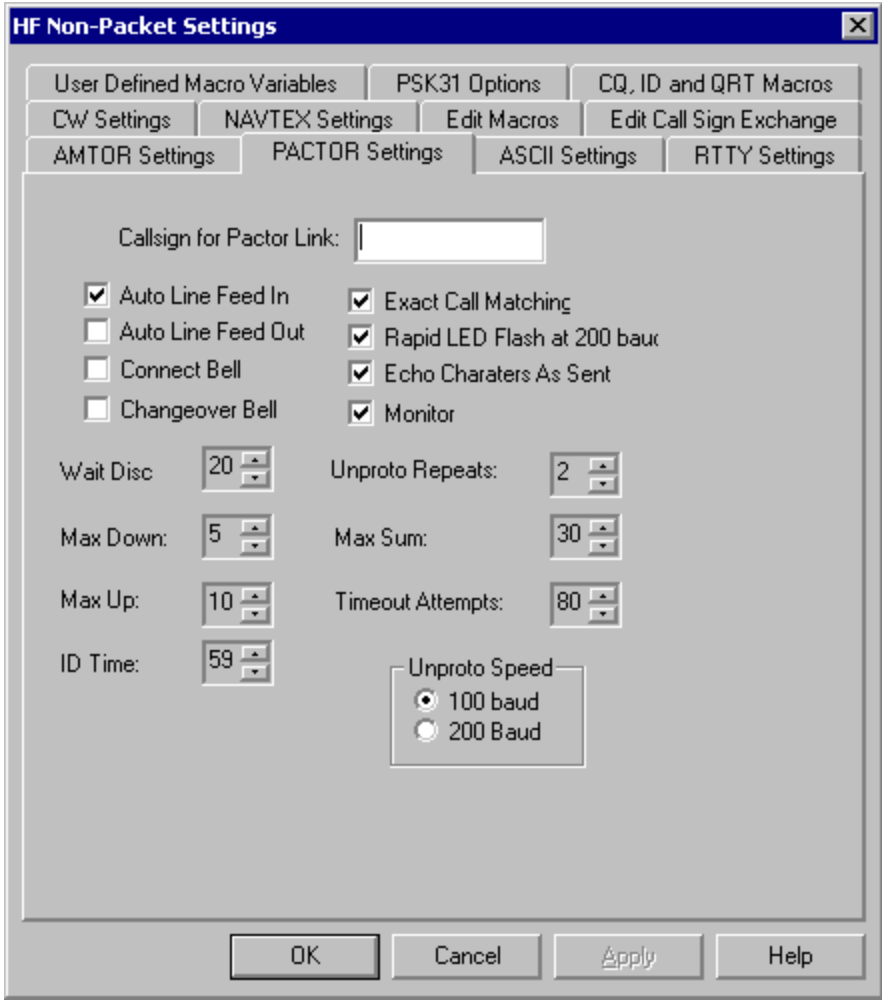 HF Non-Packet Settings
User Defined Macro Variables PSK31 Options CQ, ID and QRT Macros
CW Settings NAVTEX Settings Edit Macros Edit Call Sign Exchange
AMTOR Settings PACTOR Settings ASCII Settings RTTY Settings
Callsign for Pactor Link:
Auto Line Feed In
Auto Line Feed Out
Connect Bell
Changeover Bell
Exact Call Matching
Rapid LED Flash at 200 baud
Echo Charaters As Sent
Monitor
Wait Disc 20 Unproto Repeats: 2
Max Down: 5 Max Sum: 30
Max Up: 10 Timeout Attempts: 80
ID Time: 59
Unproto Speed
100 baud
200 Baud
OK Cancel Apply Help